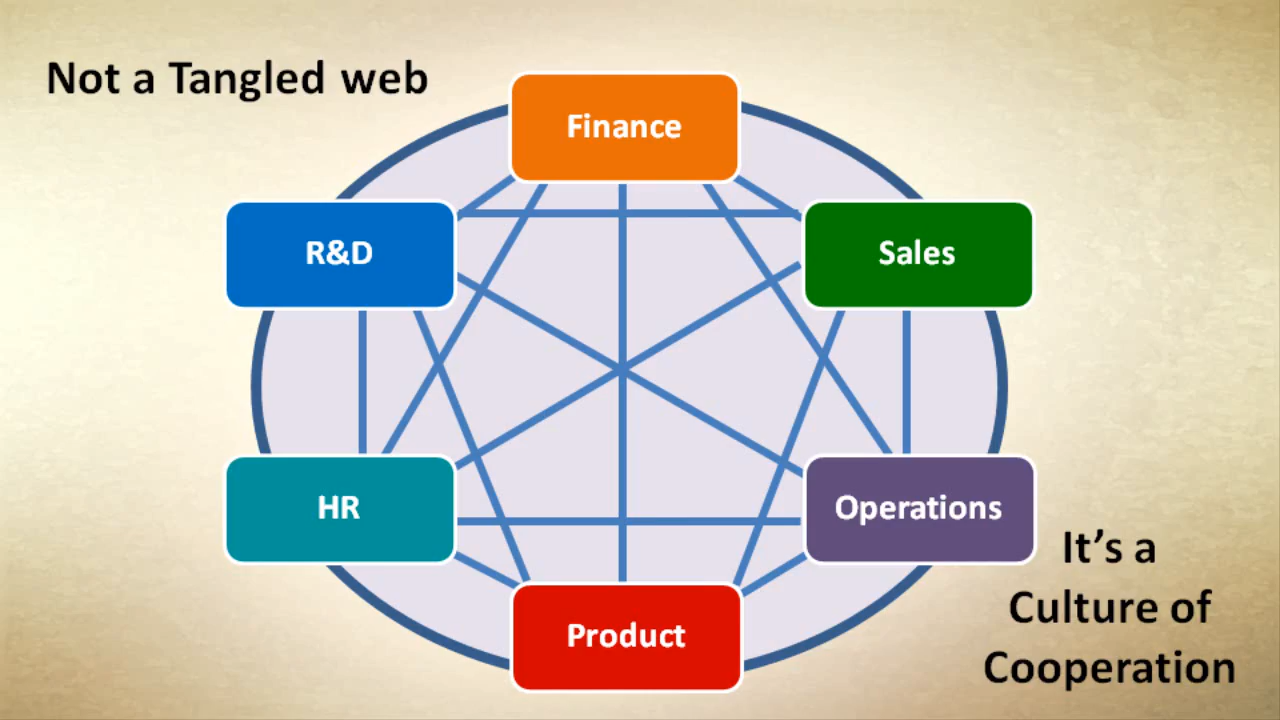 Not a Tangled web
Finance
R&D
Sales
HR
Operations
It's a
Culture of
Cooperation
Product